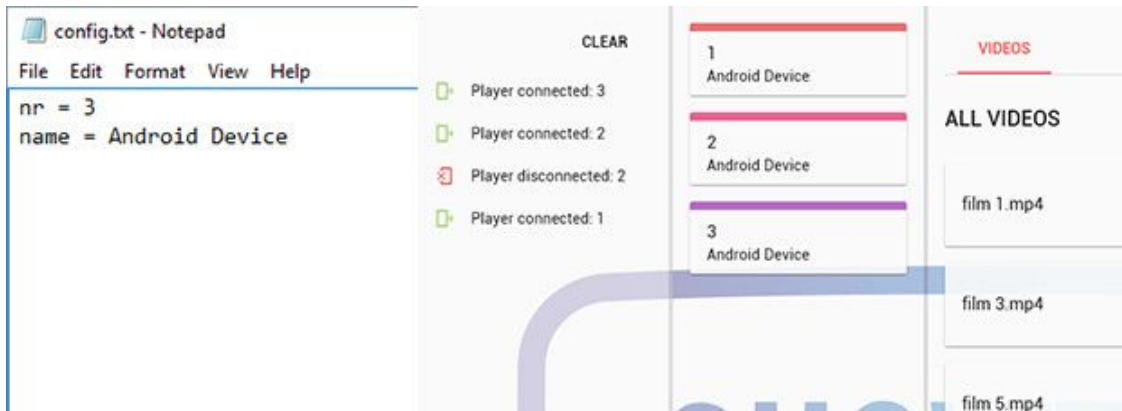 config.txt - Notepad
File Edit Format View Help
nr = 3
name = Android Device
CLEAR
Player connected: 3
Player connected: 2
Player disconnected: 2
Player connected: 1
1
Android Device
2
Android Device
3
Android Device
VIDEOS
ALL VIDEOS
film 1.mp4
film 3.mp4
film 5.mp4